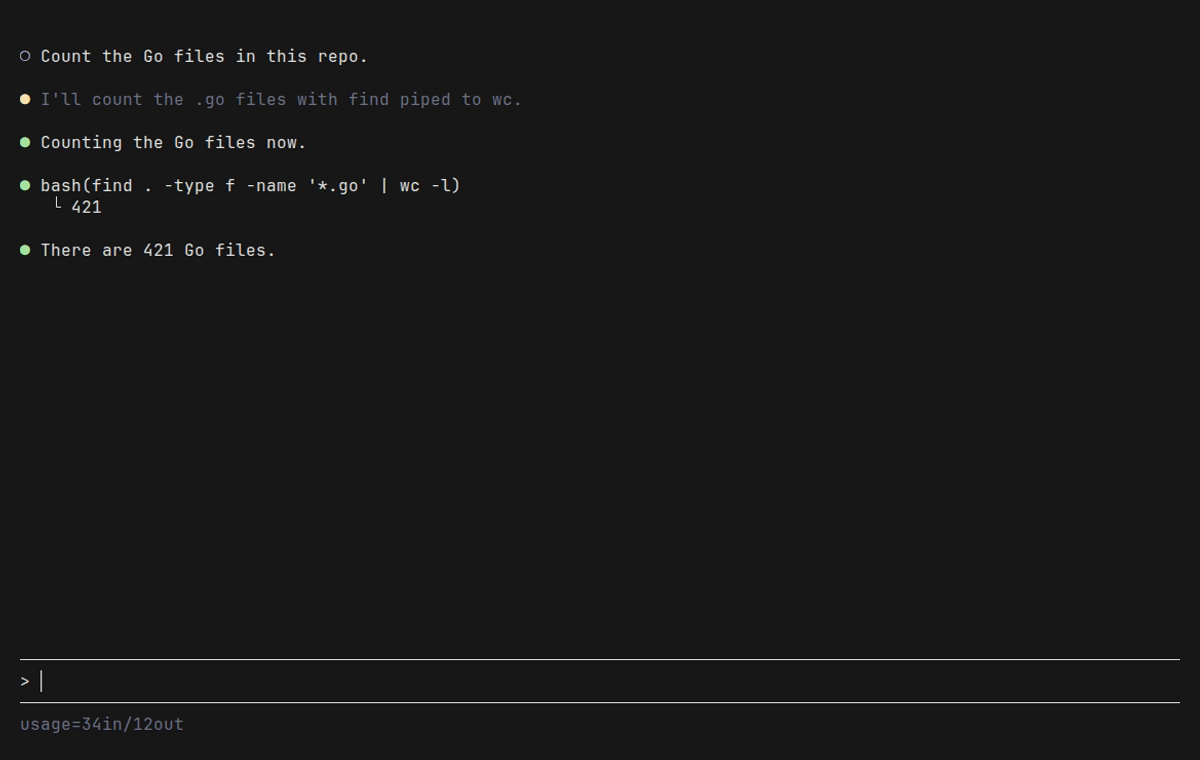 Count the Go files in this repo.
I'll count the .go files with find piped to wc.
Counting the Go files now.
bash(find . -type f -name '*.go' | wc -l)
└ 421
There are 421 Go files.
>
usage=34in/12out